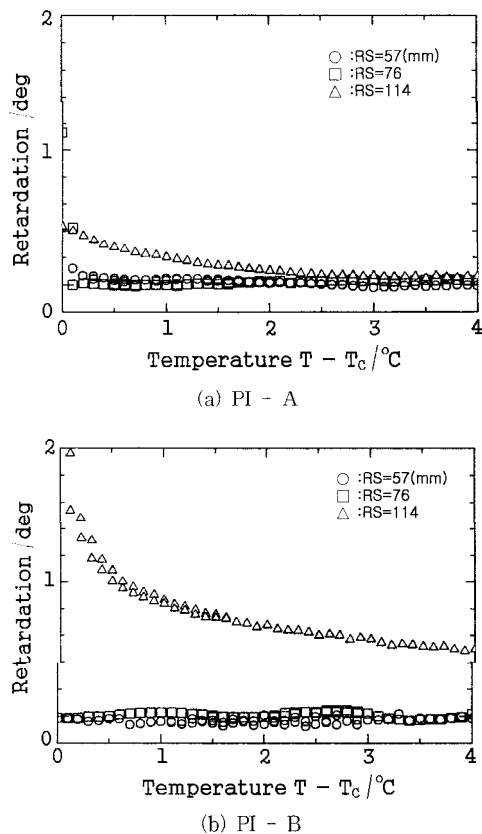 2
○ :RS=57(mm)
□ :RS=76
△ :RS=114
1
0
Retardation /deg
0 1 2 3 4
Temperature T - Tc/°C
(a) PI - A
2
○ :RS=57(mm)
□ :RS=76
△ :RS=114
1
0
Retardation /deg
0 1 2 3 4
Temperature T - Tc/°C
(b) PI - B